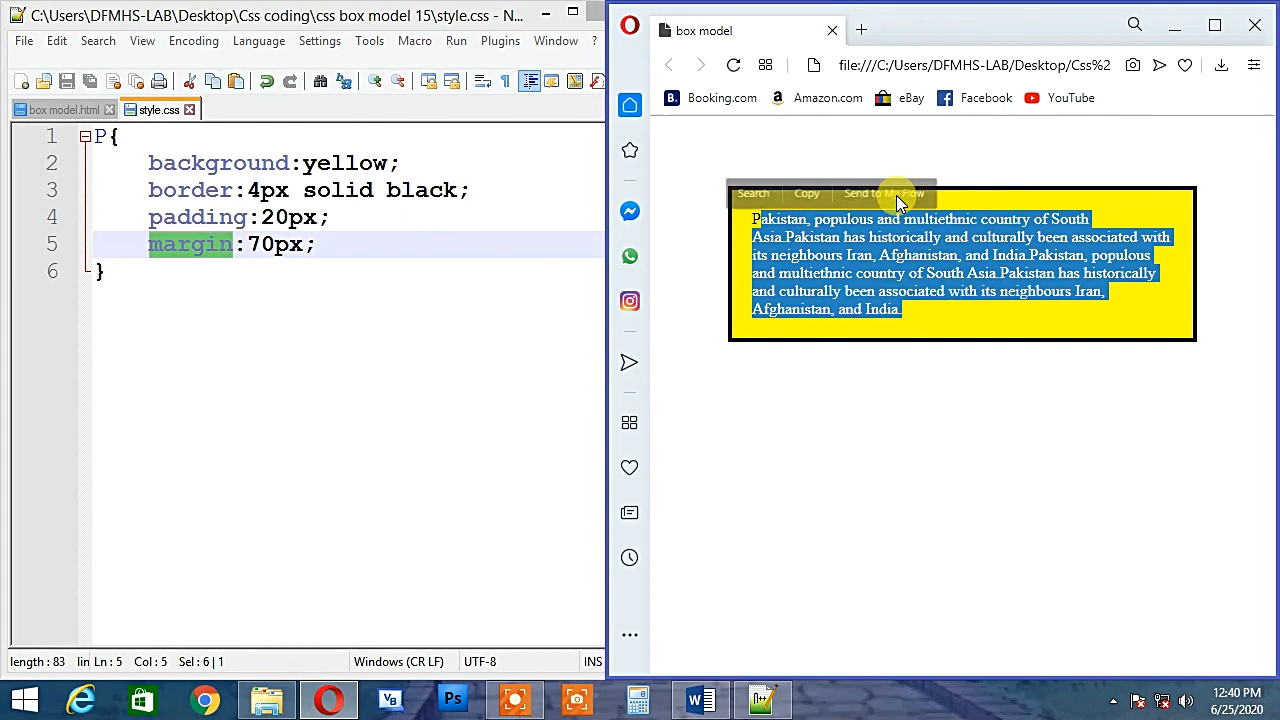 C:\Users\DFMHS-LAB\Desktop\Css coding\css box model 15\style.css - N...
File Edit Search View Encoding Language Settings Tools Macro Run Plugins Window ?
box model.html style.css
1 P{
2 background:yellow;
3 border:4px solid black;
4 padding:20px;
5 margin:70px;
6 }
length : 83 lin Ln : 5 Col : 5 Sel : 6 | 1 Windows (CR LF) UTF-8 INS
box model
file:///C:/Users/DFMHS-LAB/Desktop/Css%2
B. Booking.com a Amazon.com eBay Facebook YouTube
Search Copy Send to My Flow
Pakistan, populous and multiethnic country of South
Asia.Pakistan has historically and culturally been associated with
its neighbours Iran, Afghanistan, and India.Pakistan, populous
and multiethnic country of South Asia.Pakistan has historically
and culturally been associated with its neighbours Iran,
Afghanistan, and India.
Ps
12:40 PM
6/25/2020